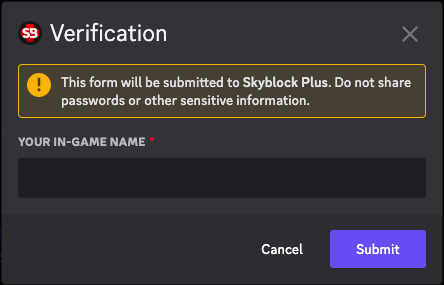 SB
Verification
This form will be submitted to Skyblock Plus. Do not share
passwords or other sensitive information.
YOUR IN-GAME NAME *
Cancel
Submit